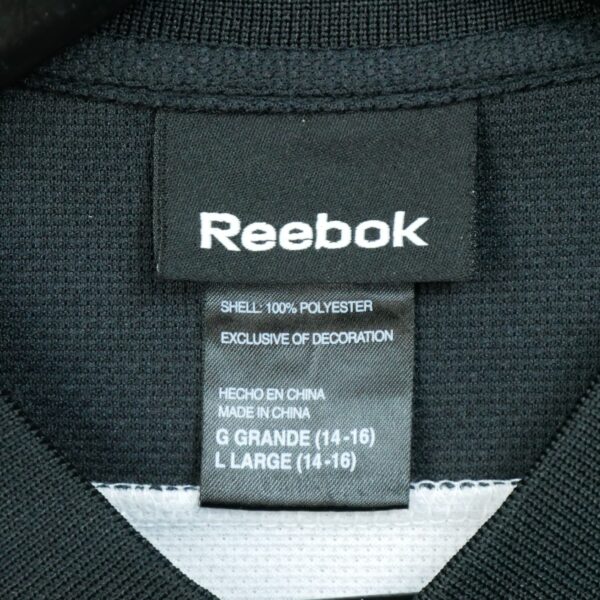 Reebok
SHELL: 100% POLYESTER
EXCLUSIVE OF DECORATION
HECHO EN CHINA
MADE IN CHINA
G GRANDE (14-16)
L LARGE (14-16)